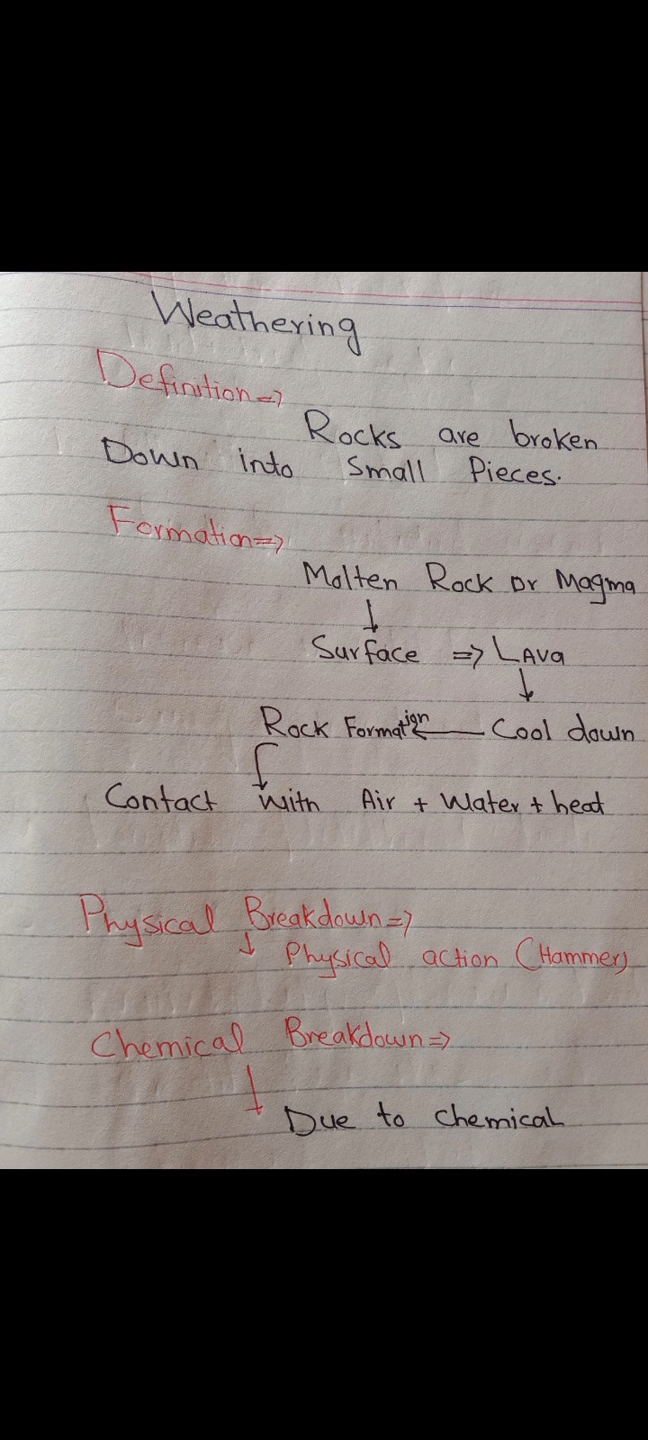 Weathering
Definition=>
Rocks are broken
Down into Small Pieces.
Formation=>
Molten Rock or Magma
↓
Surface => LAva
↓
Rock Formation ← Cool down
Contact with Air + Water + heat
Physical Breakdown=>
↓ Physical action (Hammer)
Chemical Breakdown=>
↓
Due to chemical